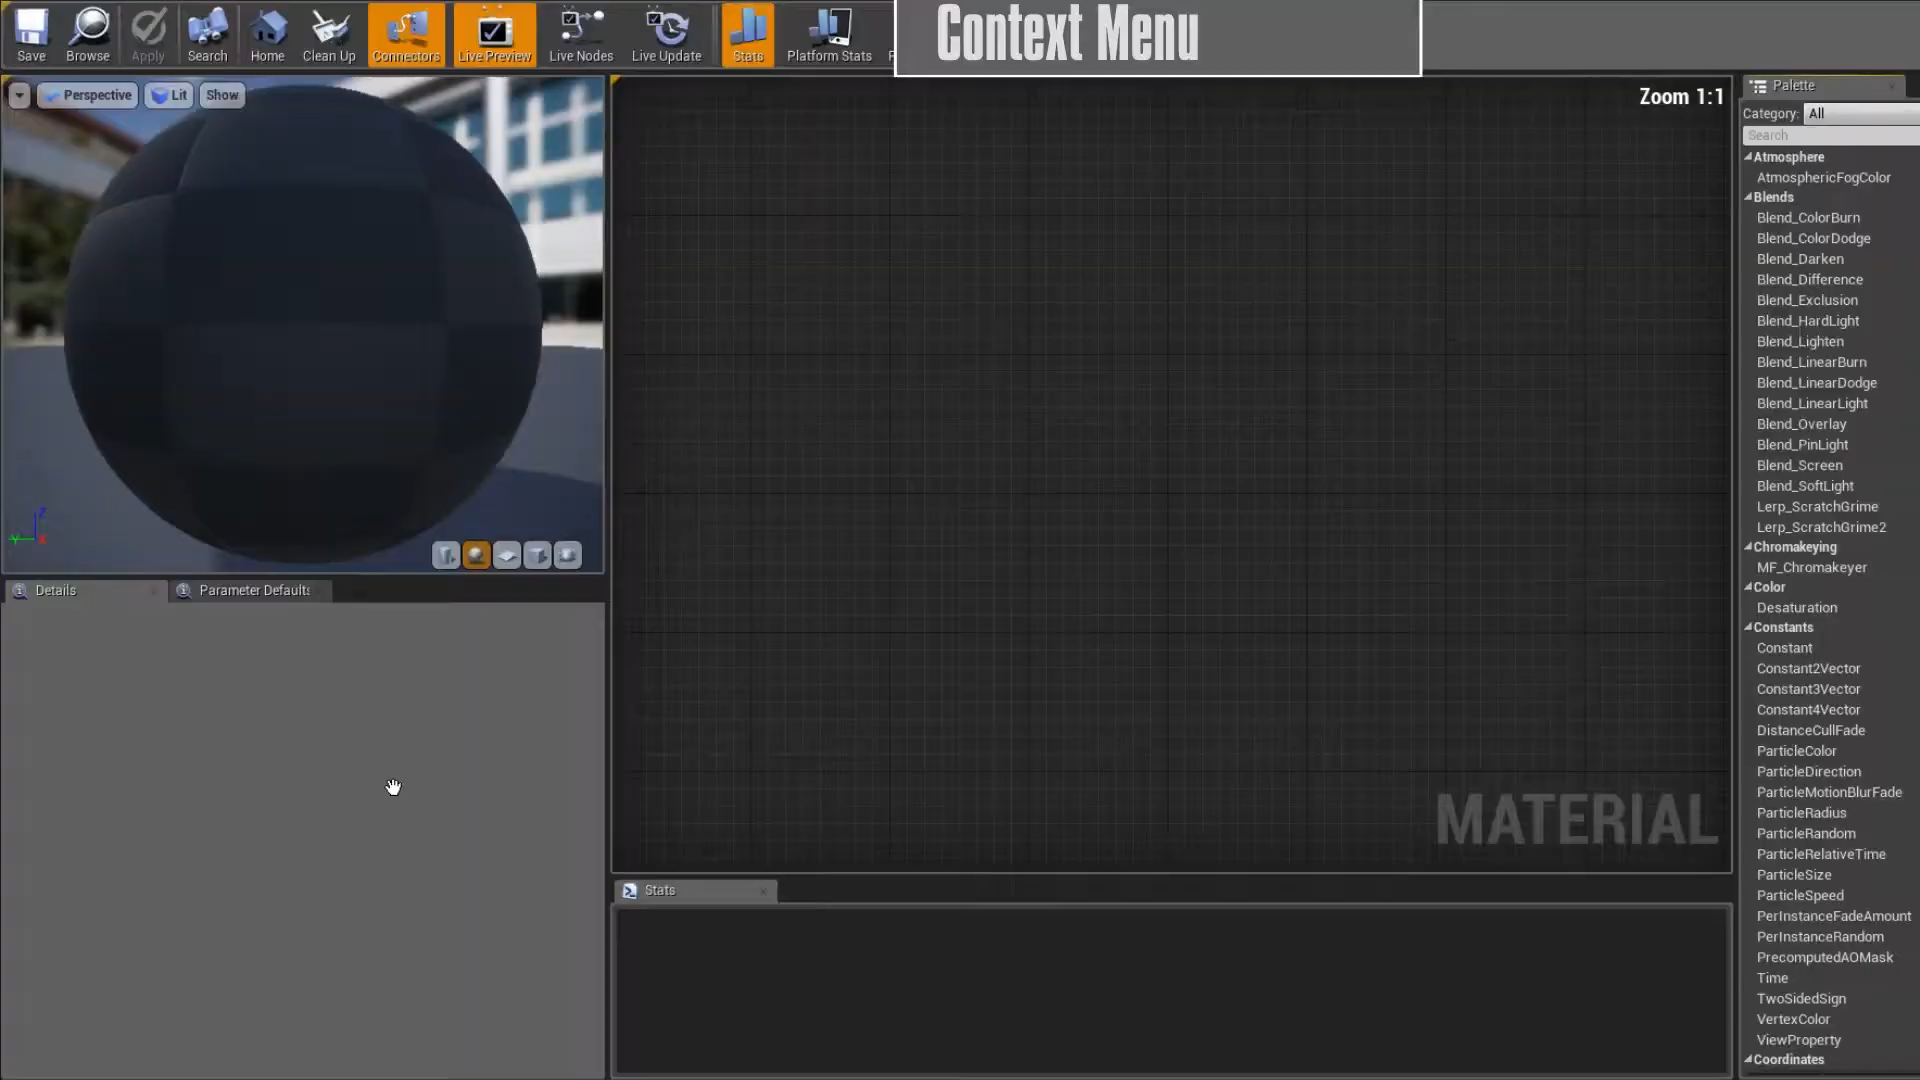 Context Menu
Save Browse Apply Search Home Clean Up Connectors Live Preview Live Nodes Live Update Stats Platform Stats
Perspective Lit Show
Zoom 1:1
Z
Y X
Details Parameter Defaults
MATERIAL
Stats
Palette
Category: All
Search
Atmosphere
AtmosphericFogColor
Blends
Blend_ColorBurn
Blend_ColorDodge
Blend_Darken
Blend_Difference
Blend_Exclusion
Blend_HardLight
Blend_Lighten
Blend_LinearBurn
Blend_LinearDodge
Blend_LinearLight
Blend_Overlay
Blend_PinLight
Blend_Screen
Blend_SoftLight
Lerp_ScratchGrime
Lerp_ScratchGrime2
Chromakeying
MF_Chromakeyer
Color
Desaturation
Constants
Constant
Constant2Vector
Constant3Vector
Constant4Vector
DistanceCullFade
ParticleColor
ParticleDirection
ParticleMotionBlurFade
ParticleRadius
ParticleRandom
ParticleRelativeTime
ParticleSize
ParticleSpeed
PerInstanceFadeAmount
PerInstanceRandom
PrecomputedAOMask
Time
TwoSidedSign
VertexColor
ViewProperty
Coordinates